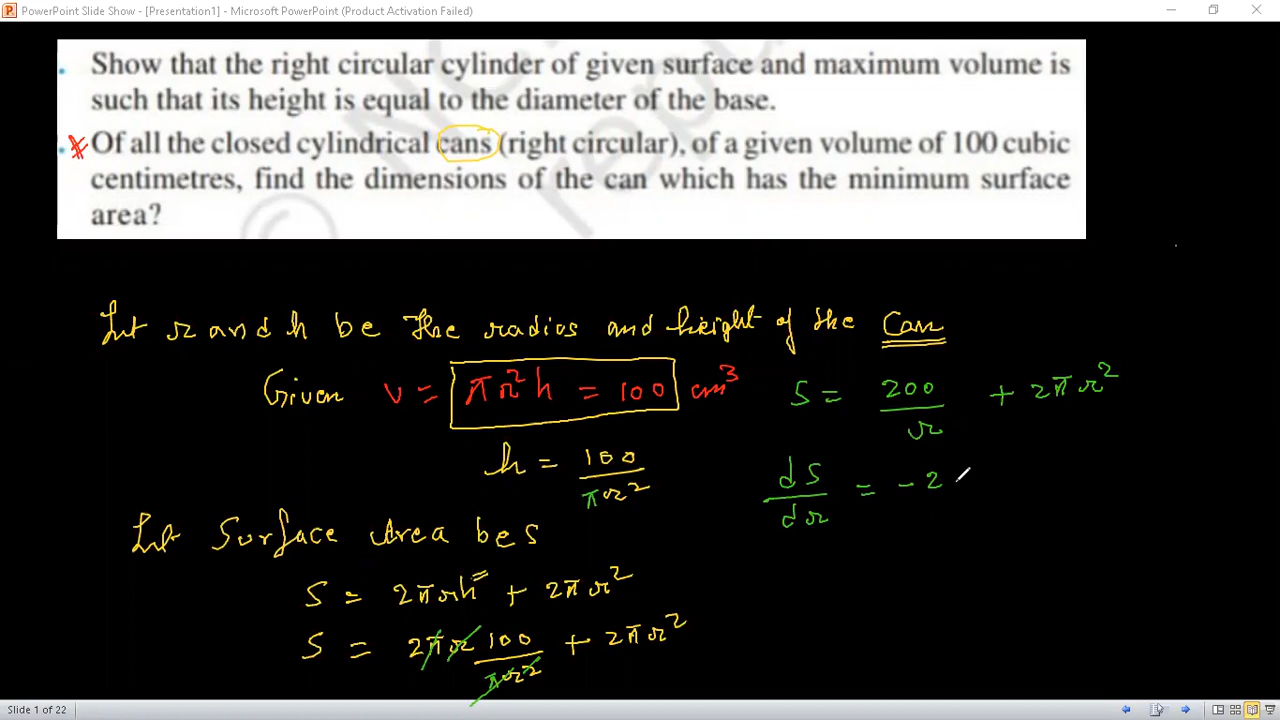 PowerPoint Slide Show - [Presentation1] - Microsoft PowerPoint (Product Activation Failed)
. Show that the right circular cylinder of given surface and maximum volume is
such that its height is equal to the diameter of the base.
. Of all the closed cylindrical cans (right circular), of a given volume of 100 cubic
centimetres, find the dimensions of the can which has the minimum surface
area?
Let r and h be the radius and height of the Can
Given v = πr²h = 100 cm³
h = 100/πr²
Let Surface Area be S
S = 2πrh + 2πr²
S = 2πr 100/πr² + 2πr²
S = 200/r + 2πr²
dS/dr = -2
Slide 1 of 22